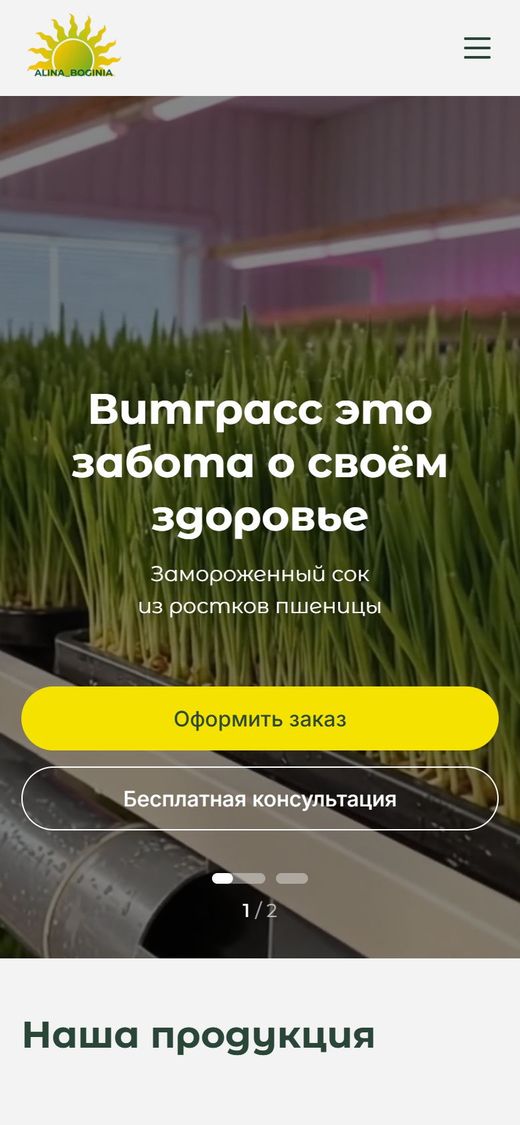 ALINA_BOGINIA
Витграсс это
забота о своём
здоровье
Замороженный сок
из ростков пшеницы
Оформить заказ
Бесплатная консультация
1 / 2
Наша продукция